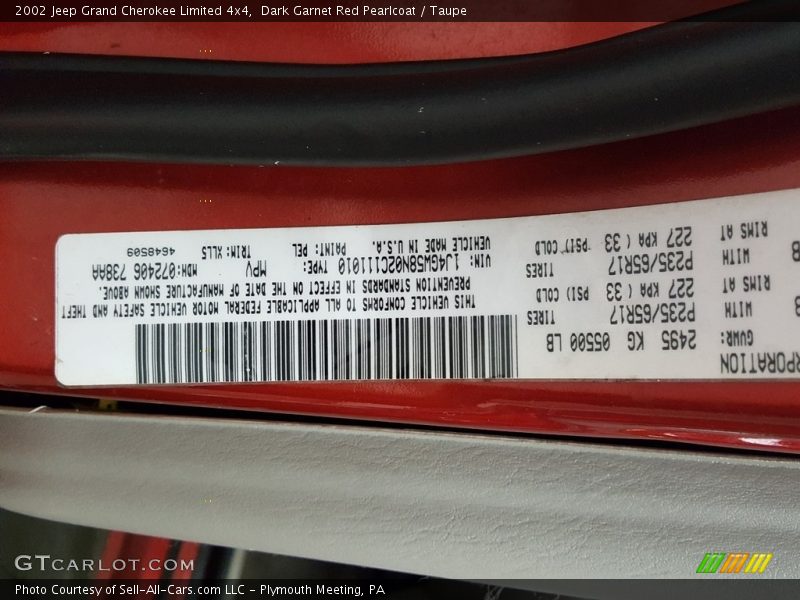 2002 Jeep Grand Cherokee Limited 4x4,  Dark Garnet Red Pearlcoat / Taupe
RPORATION
GVWR: 2495 KG 05500 LB
WITH P235/65R17 TIRES
RIMS AT 227 KPA ( 33 PSI) COLD
WITH P235/65R17 TIRES
RIMS AT 227 KPA ( 33 PSI) COLD
THIS VEHICLE CONFORMS TO ALL APPLICABLE FEDERAL MOTOR VEHICLE SAFETY AND THEFT
PREVENTION STANDARDS IN EFFECT ON THE DATE OF MANUFACTURE SHOWN ABOVE.
VIN: 1J4GW58N02C111010 TYPE: MPV MDH:072406 738AA
VEHICLE MADE IN U.S.A. PAINT: PEL TRIM:XLLS 4648509
GTCARLOT.COM
Photo Courtesy of Sell-All-Cars.com LLC - Plymouth Meeting, PA